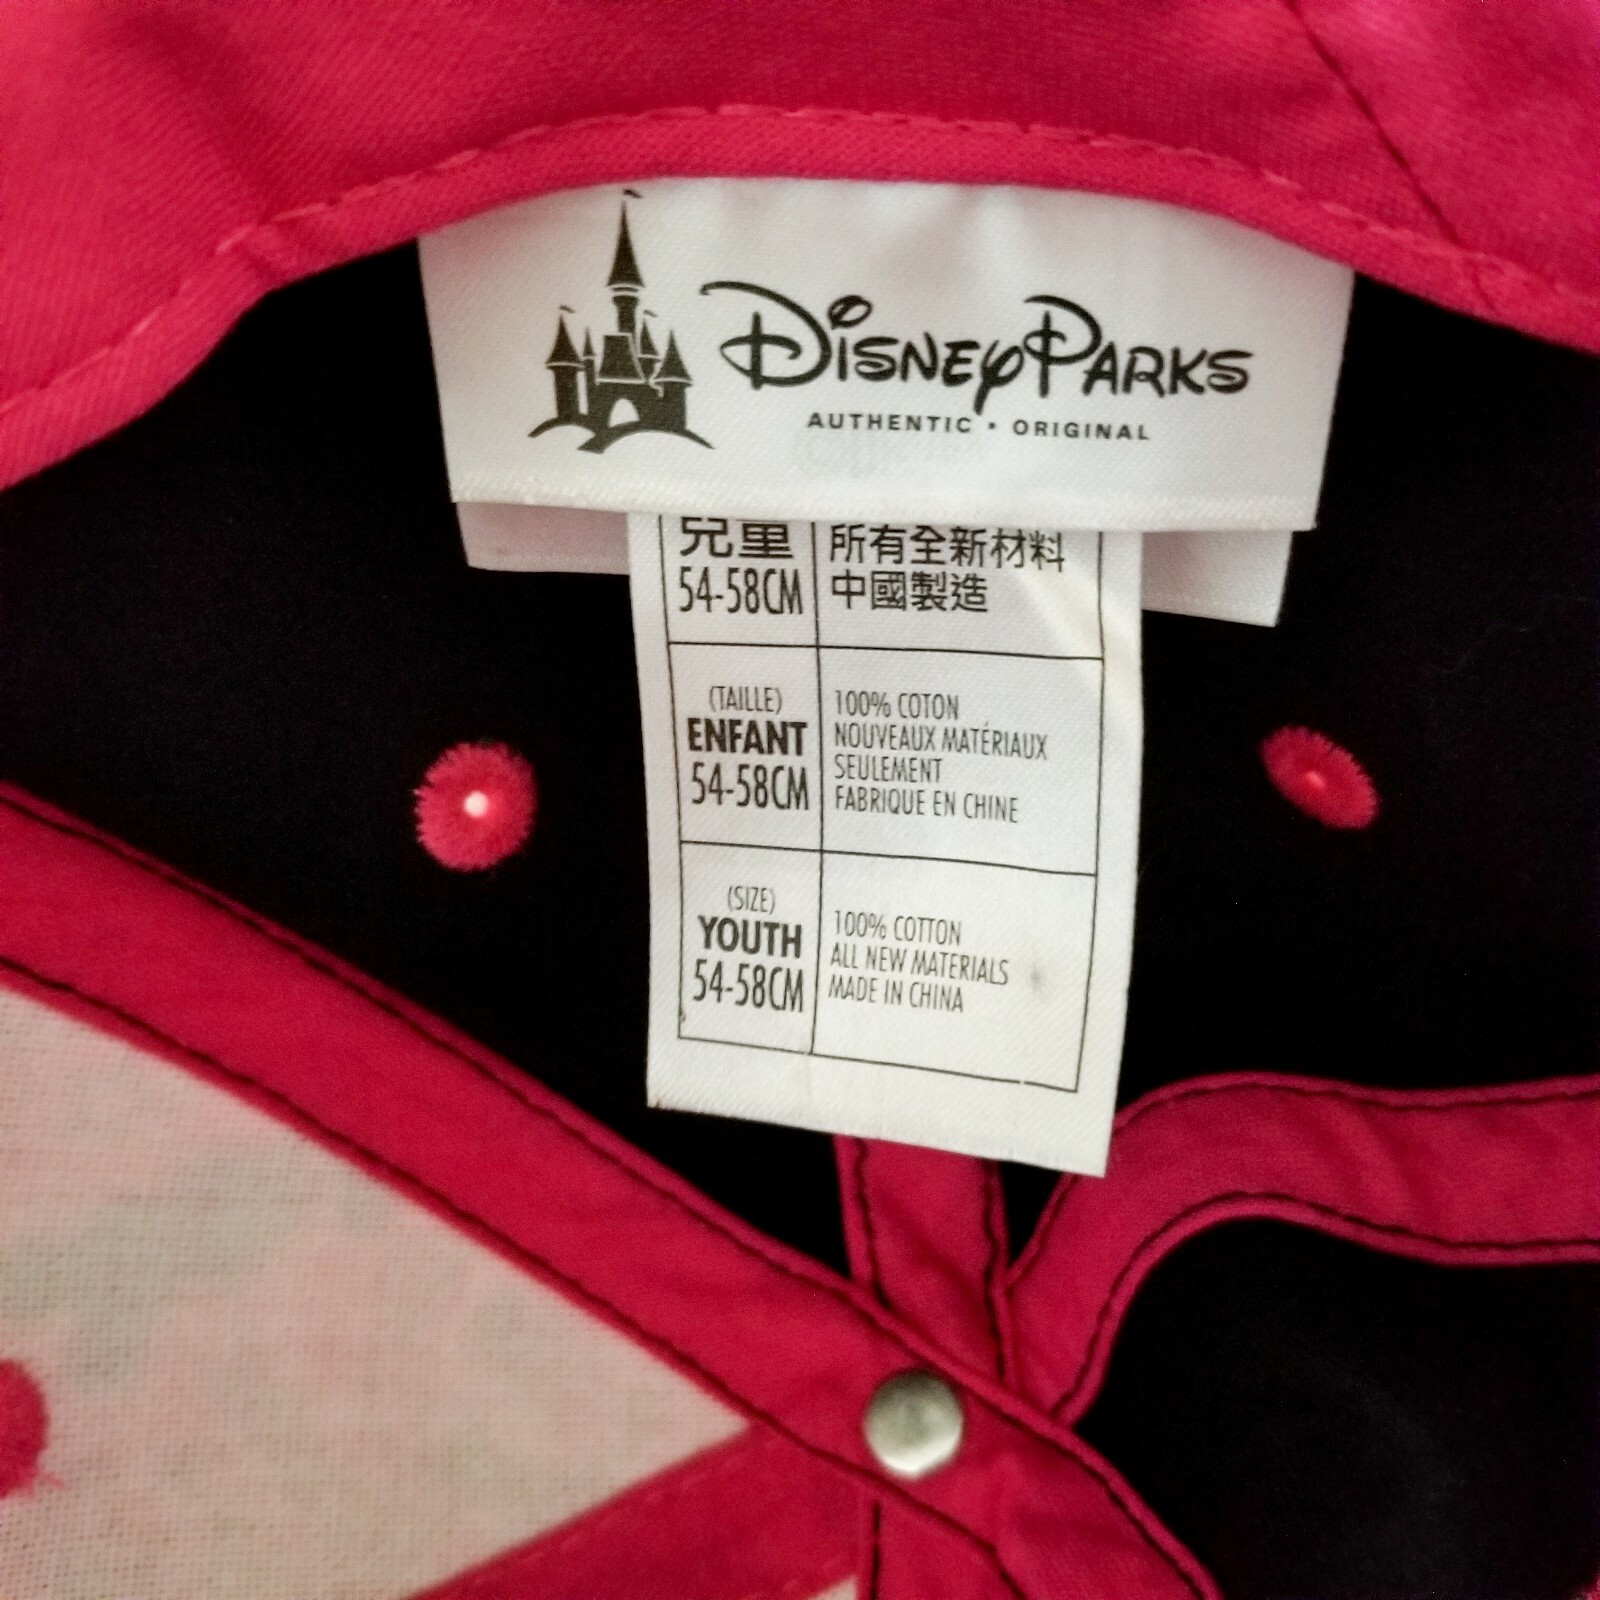 DISNEY PARKS
AUTHENTIC • ORIGINAL
兒童
54-58CM
所有全新材料
中國製造
(TAILLE)
ENFANT
54-58CM
100% COTON
NOUVEAUX MATÉRIAUX
SEULEMENT
FABRIQUE EN CHINE
(SIZE)
YOUTH
54-58CM
100% COTTON
ALL NEW MATERIALS
MADE IN CHINA